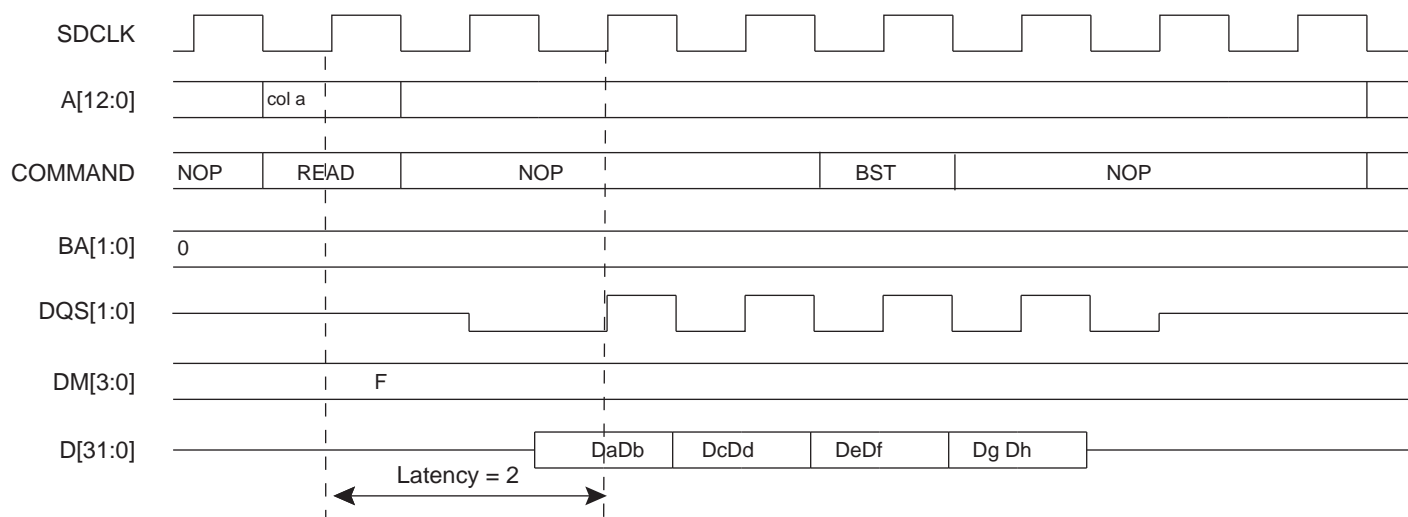 SDCLK
A[12:0] col a
COMMAND NOP READ NOP BST NOP
BA[1:0] 0
DQS[1:0]
DM[3:0] F
D[31:0] DaDb DcDd DeDf Dg Dh
Latency = 2